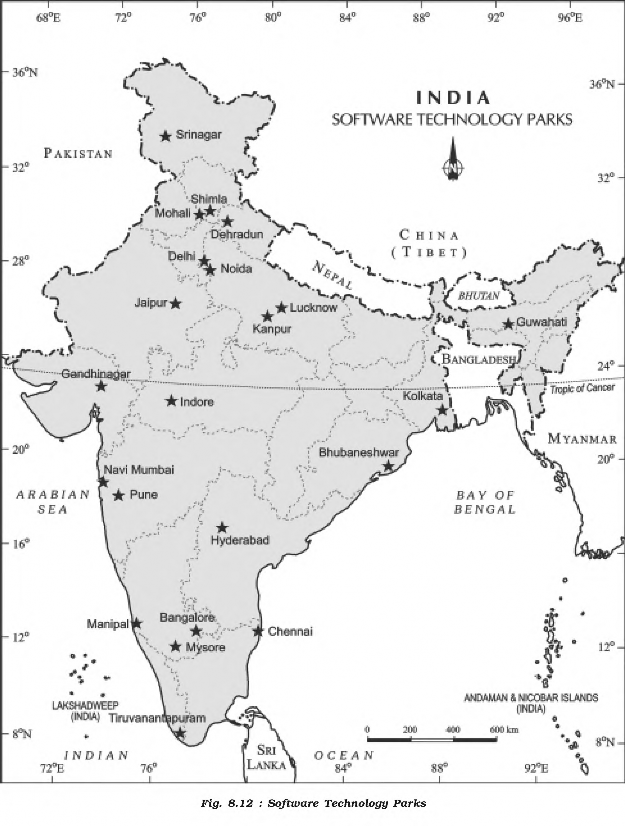 68°E 72° 76° 80° 84° 88° 92° 96°E
36°N
36°N
INDIA
SOFTWARE TECHNOLOGY PARKS
Srinagar
PAKISTAN
32°
32°
Shimla
Mohali
Dehradun
CHINA
(TIBET)
Delhi
Noida
28°
NEPAL
BHUTAN
Jaipur
Lucknow
Kanpur
Guwahati
BANGLADESH
24°
Gandhinagar
Tropic of Cancer
Indore
Kolkata
MYANMAR
20°
20°
Bhubaneshwar
Navi Mumbai
Pune
ARABIAN
SEA
BAY OF
BENGAL
16°
Hyderabad
Manipal
Bangalore
Chennai
Mysore
12°
12°
LAKSHADWEEP
(INDIA)
ANDAMAN & NICOBAR ISLANDS
(INDIA)
Tiruvanantapuram
8°N
8°N
0 200 400 600 km
INDIAN
SRI
LANKA
OCEAN
72°E 76° 84° 88° 92°E
Fig. 8.12 : Software Technology Parks